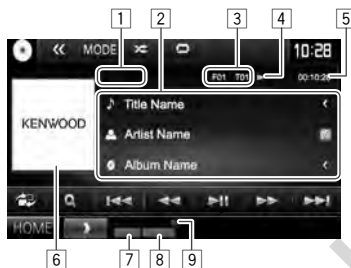 1 2 3 4 5
MODE 10:28
F01 T01 00:10:28
KENWOOD
Title Name
Artist Name
Album Name
HOME
6 7 8 9